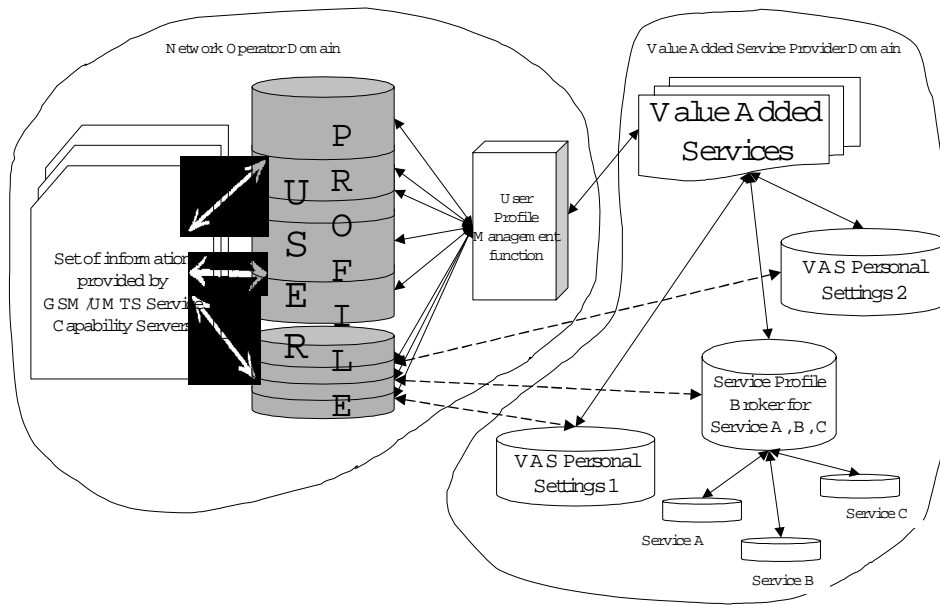 Network Operator Domain
Value Added Service Provider Domain
USER
PROFILE
Value Added
Services
User
Profile
Management
function
Set of information
provided by
GSM/UMTS Service
Capability Servers
VAS Personal
Settings 2
Service Profile
Broker for
Service A, B, C
VAS Personal
Settings 1
Service A
Service B
Service C